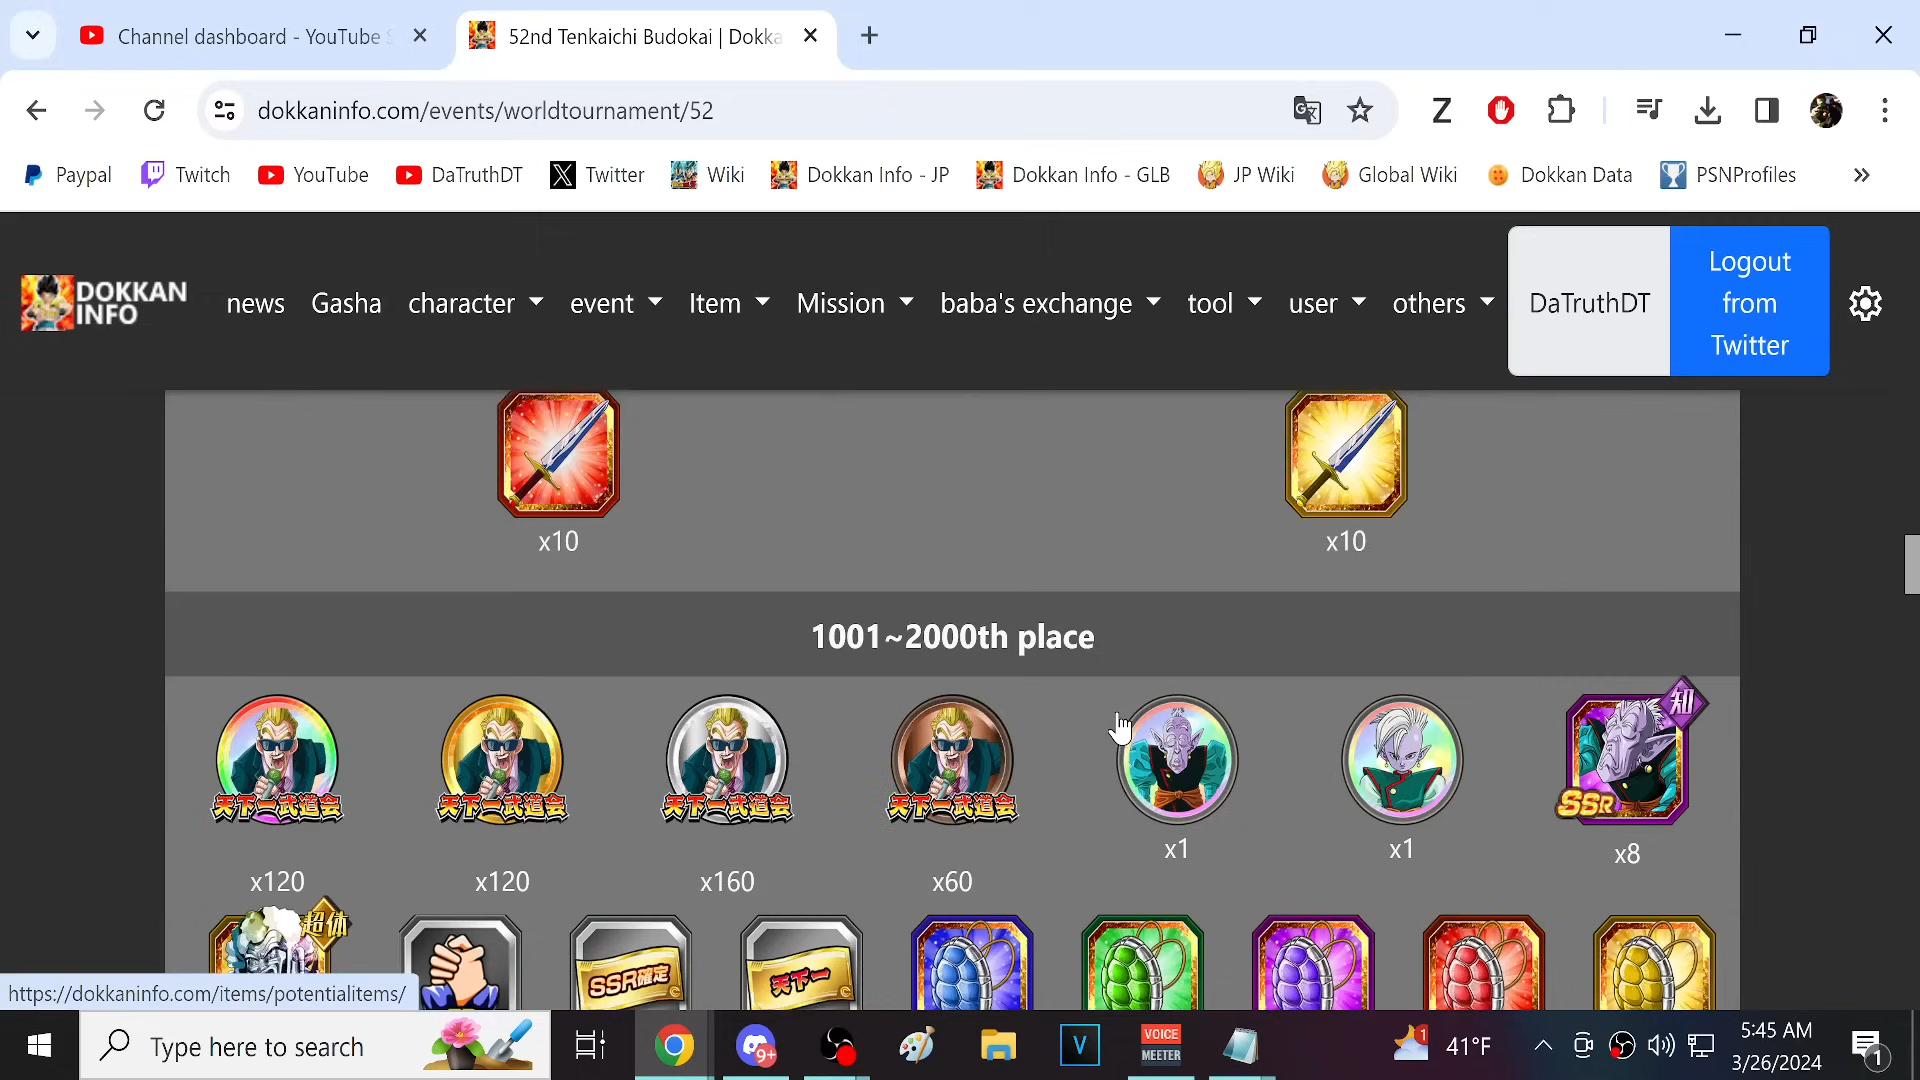 Channel dashboard - YouTube S
52nd Tenkaichi Budokai | Dokka
dokkaninfo.com/events/worldtournament/52
Z
Paypal
Twitch
YouTube
DaTruthDT
Twitter
Wiki
Dokkan Info - JP
Dokkan Info - GLB
JP Wiki
Global Wiki
Dokkan Data
PSNProfiles
»
DOKKAN
INFO
news
Gasha
character
event
Item
Mission
baba's exchange
tool
user
others
DaTruthDT
Logout
from
Twitter
x10
x10
1001~2000th place
天下一武道会
天下一武道会
天下一武道会
天下一武道会
知
SSR
x120
x120
x160
x60
x1
x1
x8
超体
SSR確定
天下一
https://dokkaninfo.com/items/potentialitems/
Type here to search
9+
V
VOICE
MEETER
1
41°F
5:45 AM
3/26/2024
1